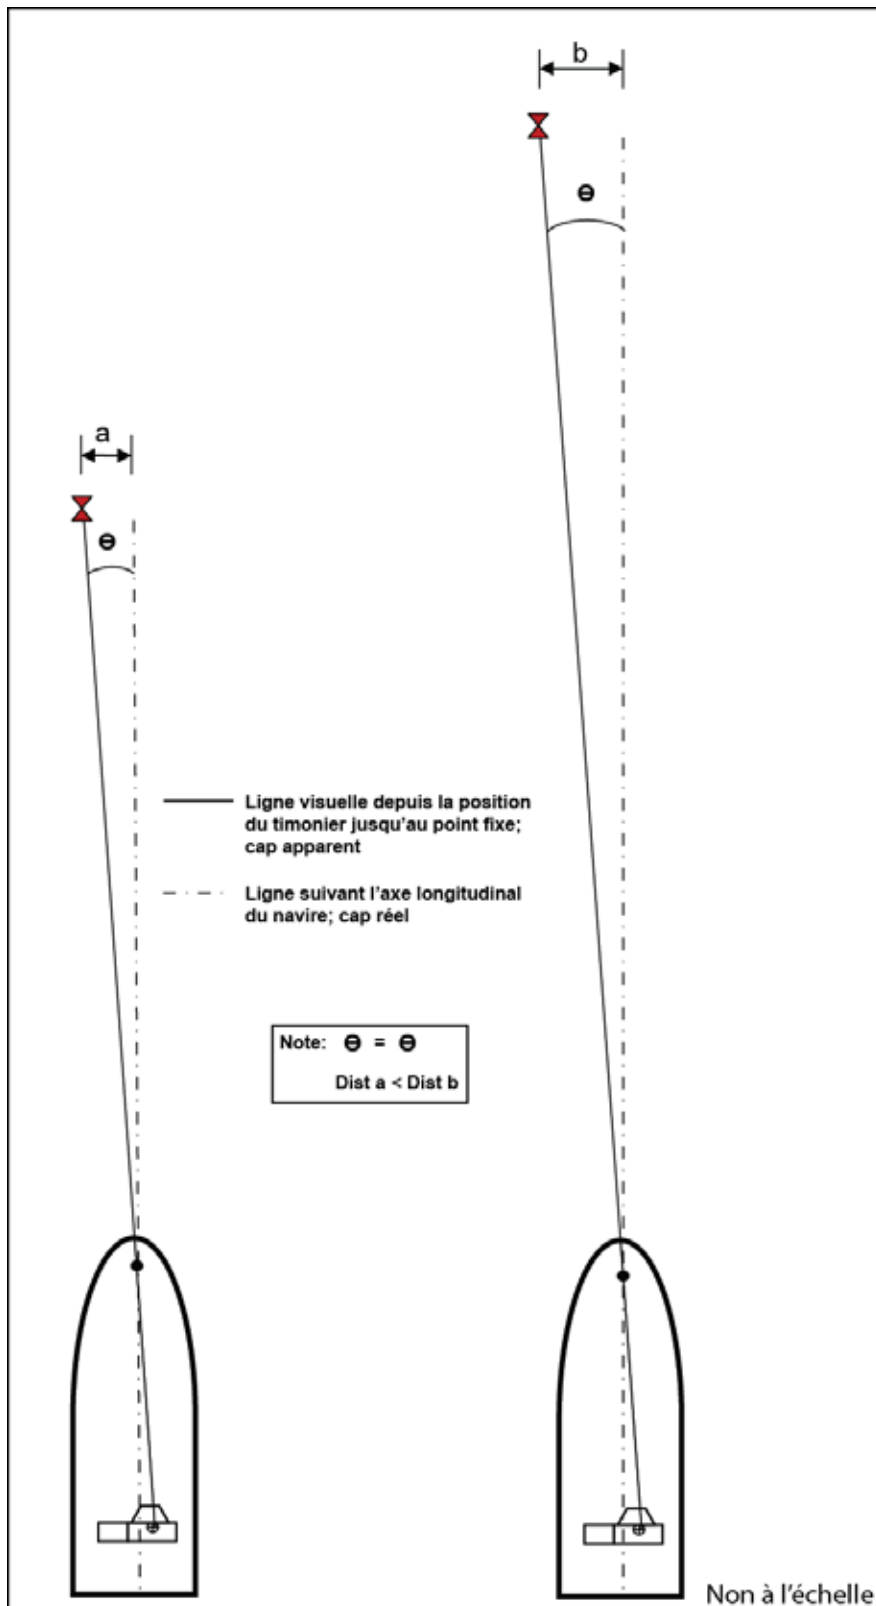 b
Ө
a
Ө
Ligne visuelle depuis la position
du timonier jusqu'au point fixe;
cap apparent
Ligne suivant l'axe longitudinal
du navire; cap réel
Note: Ө = Ө
Dist a < Dist b
Non à l'échelle